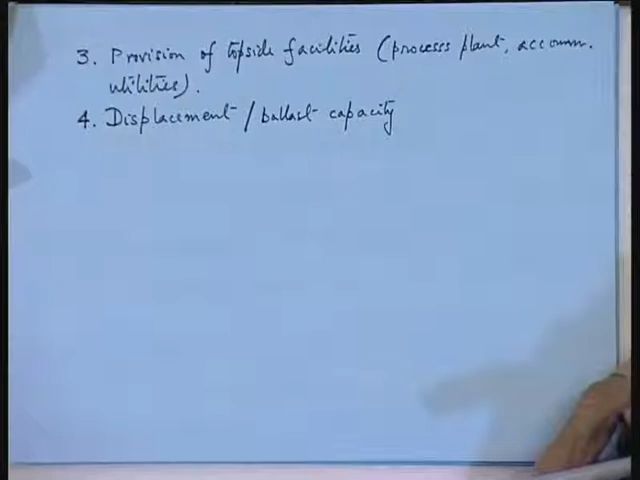 3. Provision of topside facilities (process plant, accomm.
utilities).
4. Displacement / ballast capacity